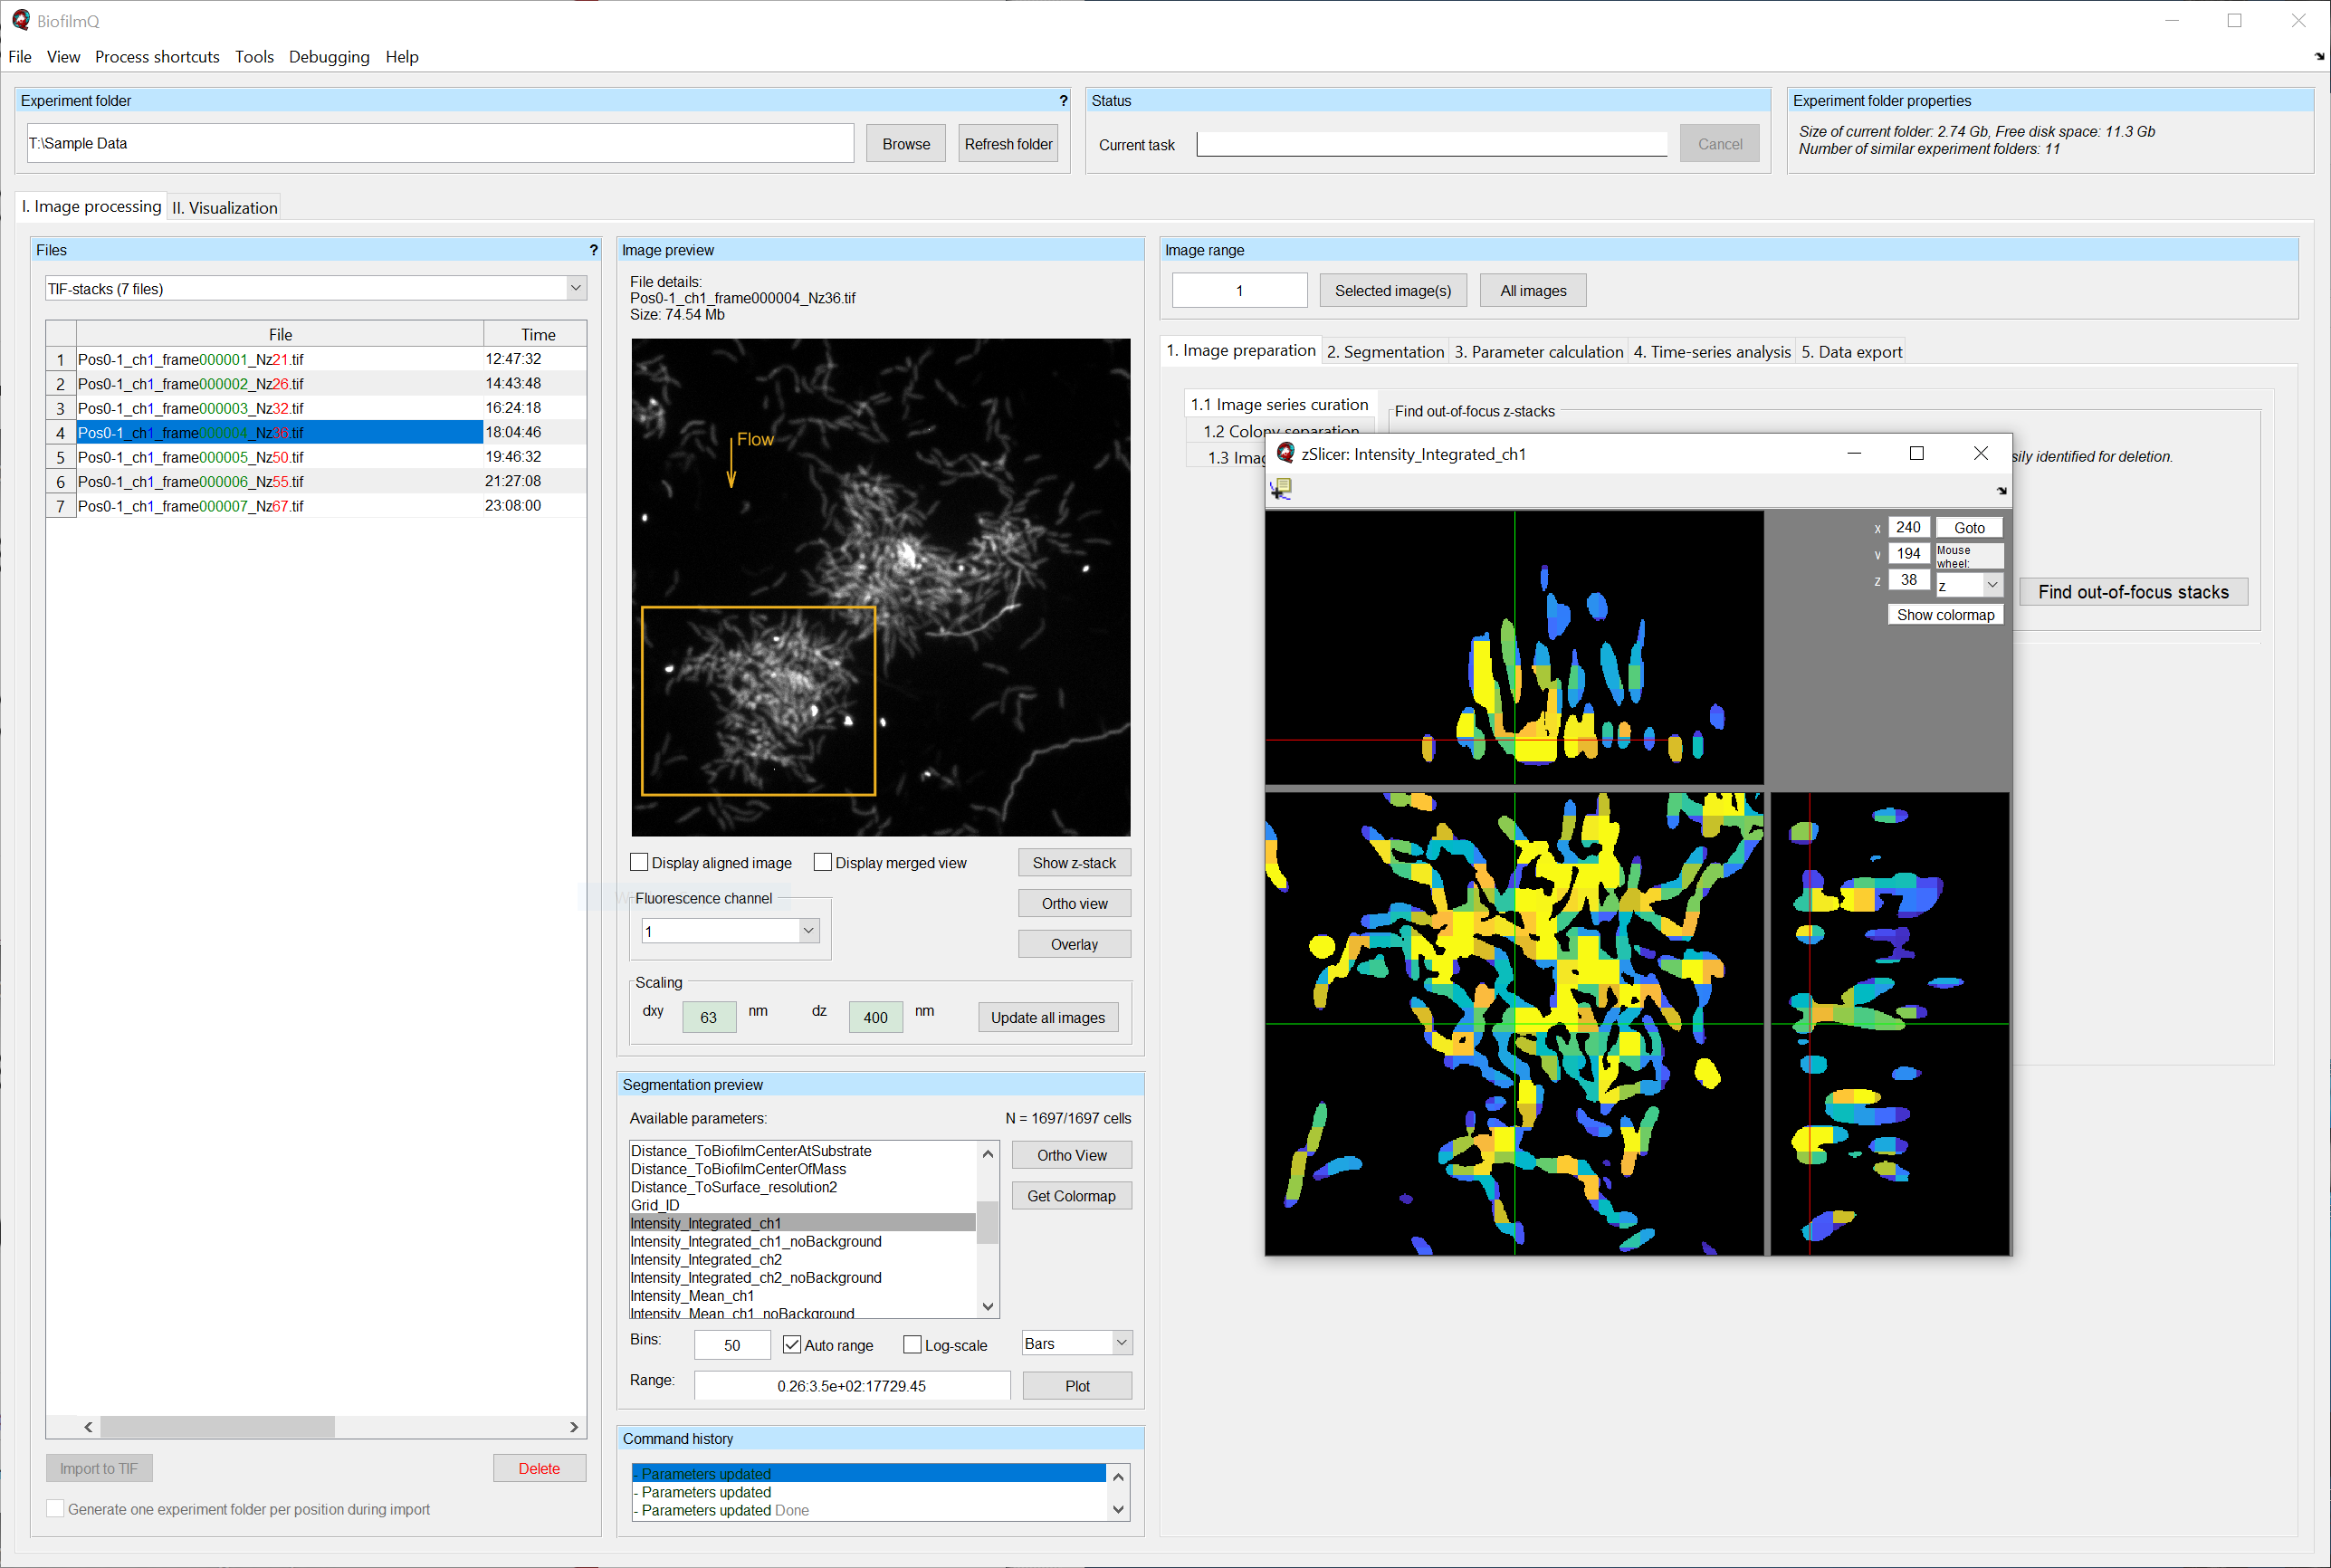 BiofilmQ
File View Process shortcuts Tools Debugging Help
Experiment folder ?
T:\Sample Data
Browse
Refresh folder
Status
Current task
Cancel
Experiment folder properties
Size of current folder: 2.74 Gb, Free disk space: 11.3 Gb
Number of similar experiment folders: 11
I. Image processing
II. Visualization
Files ?
TIF-stacks (7 files)
File Time
1 Pos0-1_ch1_frame000001_Nz21.tif 12:47:32
2 Pos0-1_ch1_frame000002_Nz26.tif 14:43:48
3 Pos0-1_ch1_frame000003_Nz32.tif 16:24:18
4 Pos0-1_ch1_frame000004_Nz36.tif 18:04:46
5 Pos0-1_ch1_frame000005_Nz50.tif 19:46:32
6 Pos0-1_ch1_frame000006_Nz55.tif 21:27:08
7 Pos0-1_ch1_frame000007_Nz67.tif 23:08:00
Import to TIF
Delete
Generate one experiment folder per position during import
Image preview
File details:
Pos0-1_ch1_frame000004_Nz36.tif
Size: 74.54 Mb
Flow
Display aligned image
Display merged view
Show z-stack
Fluorescence channel
1
Ortho view
Overlay
Scaling
dxy 63 nm dz 400 nm
Update all images
Segmentation preview
Available parameters: N = 1697/1697 cells
Distance_ToBiofilmCenterAtSubstrate
Distance_ToBiofilmCenterOfMass
Distance_ToSurface_resolution2
Grid_ID
Intensity_Integrated_ch1
Intensity_Integrated_ch1_noBackground
Intensity_Integrated_ch2
Intensity_Integrated_ch2_noBackground
Intensity_Mean_ch1
Intensity_Mean_ch1_noBackground
Ortho View
Get Colormap
Bins: 50 Auto range Log-scale Bars
Range: 0.26:3.5e+02:17729.45 Plot
Command history
- Parameters updated
- Parameters updated
- Parameters updated Done
Image range
1
Selected image(s)
All images
1. Image preparation
2. Segmentation
3. Parameter calculation
4. Time-series analysis
5. Data export
1.1 Image series curation
1.2 Colony separation
1.3 Imag
Find out-of-focus z-stacks
sily identified for deletion.
Find out-of-focus stacks
zSlicer: Intensity_Integrated_ch1
x 240 Goto
y 194 Mouse wheel:
z 38 z
Show colormap